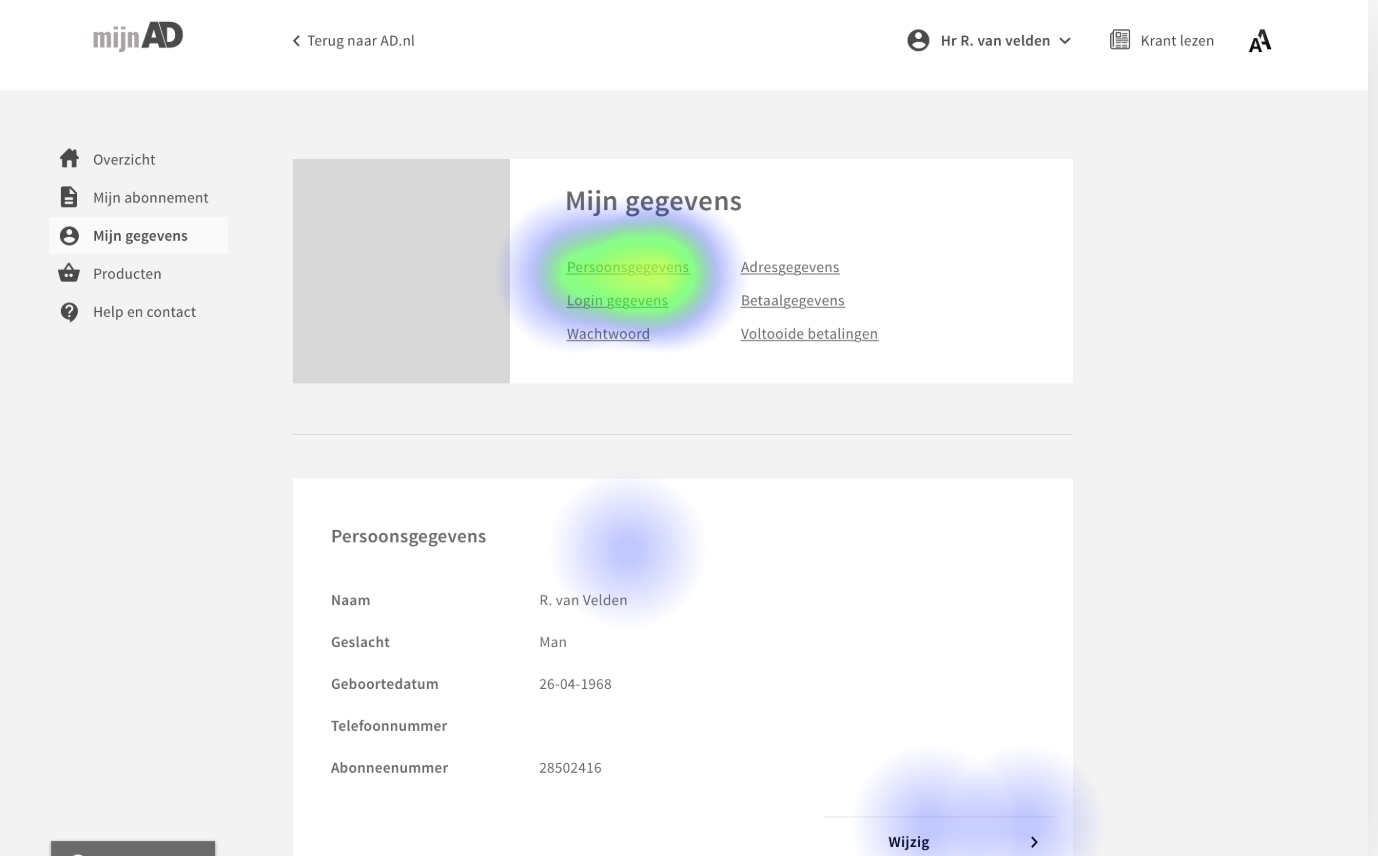 mijnAD
Terug naar AD.nl
Hr R. van velden
Krant lezen
Overzicht
Mijn abonnement
Mijn gegevens
Producten
Help en contact
Mijn gegevens
Persoonsgegevens Adresgegevens
Login gegevens Betaalgegevens
Wachtwoord Voltooide betalingen
Persoonsgegevens
Naam R. van Velden
Geslacht Man
Geboortedatum 26-04-1968
Telefoonnummer
Abonneenummer 28502416
Wijzig